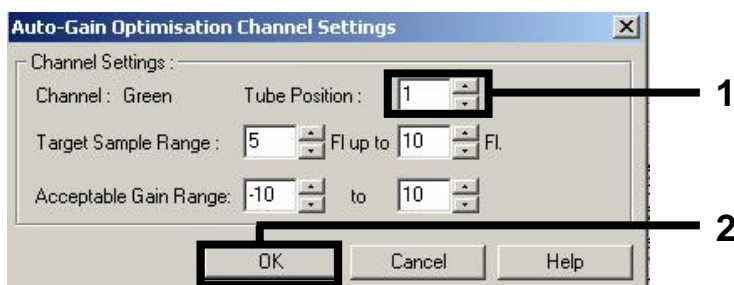 Auto-Gain Optimisation Channel Settings
Channel Settings :
Channel : Green Tube Position : 1 1
Target Sample Range : 5 Fl up to 10 Fl.
Acceptable Gain Range: -10 to 10
2
OK Cancel Help